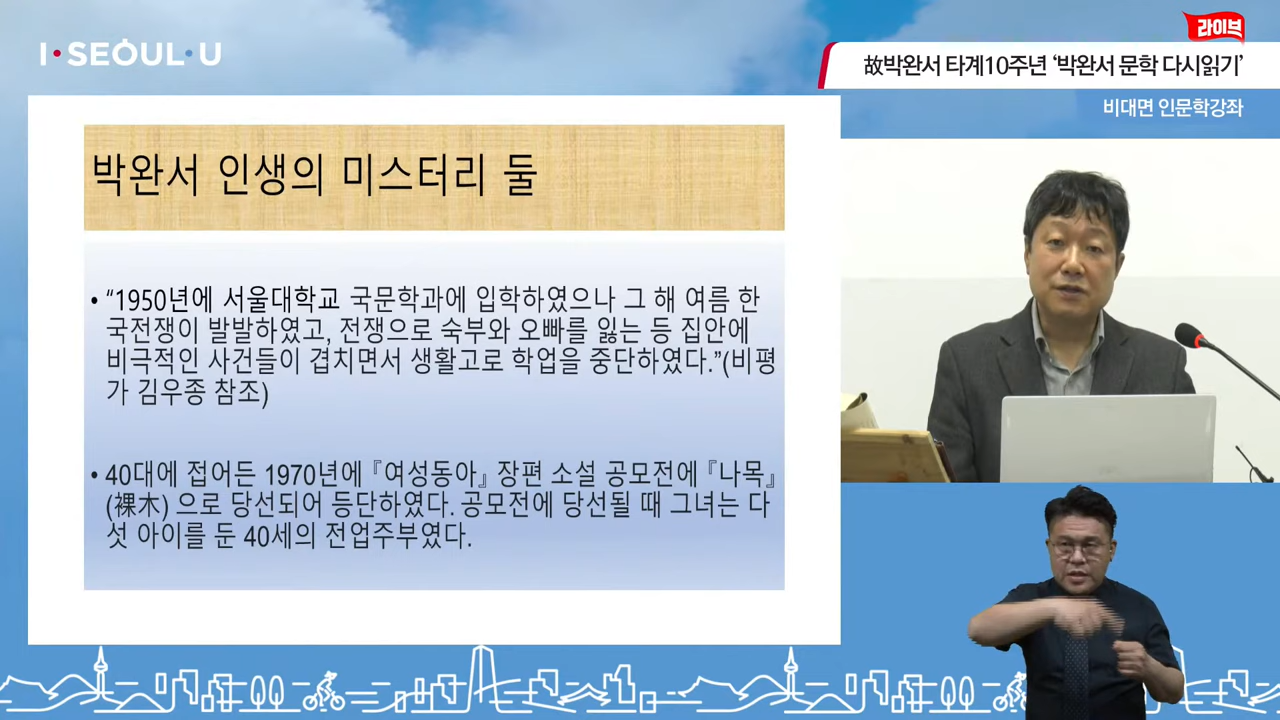 I·SEOUL·U
라이브
故박완서 타계10주년 ‘박완서 문학 다시읽기’
비대면 인문학강좌
박완서 인생의 미스터리 둘
• “1950년에 서울대학교 국문학과에 입학하였으나 그 해 여름 한
국전쟁이 발발하였고, 전쟁으로 숙부와 오빠를 잃는 등 집안에
비극적인 사건들이 겹치면서 생활고로 학업을 중단하였다.”(비평
가 김우종 참조)
• 40대에 접어든 1970년에 『여성동아』 장편 소설 공모전에 『나목』
(裸木) 으로 당선되어 등단하였다. 공모전에 당선될 때 그녀는 다
섯 아이를 둔 40세의 전업주부였다.